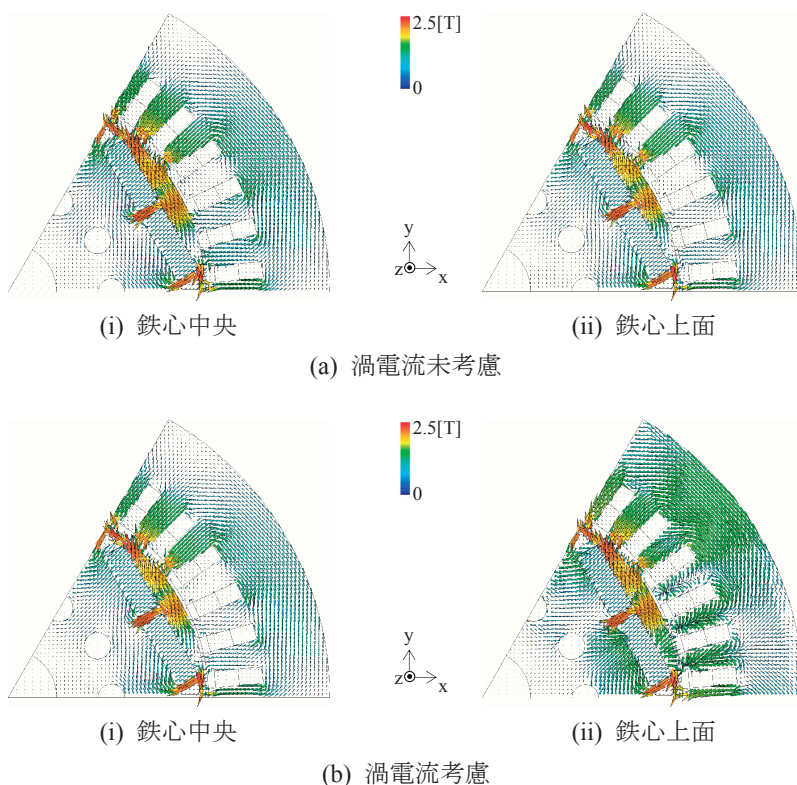 2.5[T]
0
y
z x
(i) 鉄心中央
(ii) 鉄心上面
(a) 渦電流未考慮
2.5[T]
0
y
z x
(i) 鉄心中央
(ii) 鉄心上面
(b) 渦電流考慮